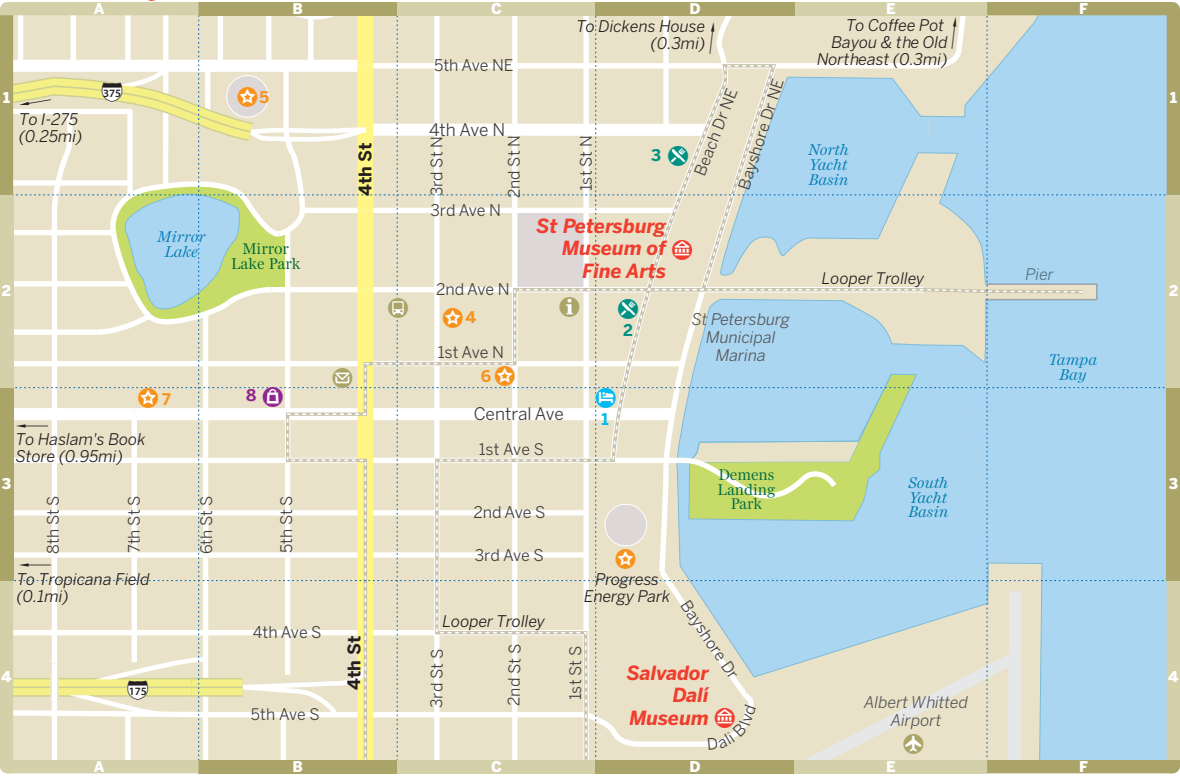 A B C D E F
To Dickens House
(0.3mi)
To Coffee Pot
Bayou & the Old
Northeast (0.3mi)
5th Ave NE
1
375
5
1
To I-275
(0.25mi)
4th Ave N
4th St
3rd St N
2nd St N
1st St N
3
Beach Dr NE
Bayshore Dr NE
North
Yacht
Basin
3rd Ave N
Mirror
Lake
Mirror
Lake Park
St Petersburg
Museum of
Fine Arts
Looper Trolley
Pier
2
2nd Ave N
2
4
2
St Petersburg
Municipal
Marina
1st Ave N
6
Tampa
Bay
7
8
1
Central Ave
To Haslam's Book
Store (0.95mi)
1st Ave S
3
Demens
Landing
Park
South
Yacht
Basin
3
8th St S
7th St S
6th St S
5th St S
2nd Ave S
3rd Ave S
To Tropicana Field
(0.1mi)
Progress
Energy Park
Looper Trolley
4th Ave S
4th St
3rd St S
2nd St S
1st St S
Bayshore Dr
4
175
Salvador
Dalí
Museum
4
5th Ave S
Dali Blvd
Albert Whitted
Airport
A B C D E F